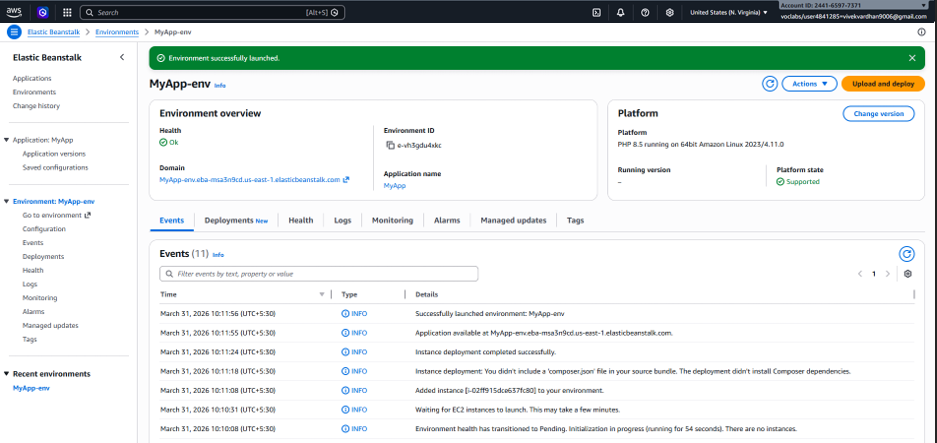 aws
Search
[Alt+S]
United States (N. Virginia)
Account ID: 2441-6597-7371
voclabs/user4841285=vivekvardhan9006@gmail.com
Elastic Beanstalk > Environments > MyApp-env
Elastic Beanstalk
Applications
Environments
Change history
Application: MyApp
Application versions
Saved configurations
Environment: MyApp-env
Go to environment
Configuration
Events
Deployments
Health
Logs
Monitoring
Alarms
Managed updates
Tags
Recent environments
MyApp-env
Environment successfully launched.
MyApp-env Info
Actions
Upload and deploy
Environment overview
Health
Ok
Domain
MyApp-env.eba-msa3n9cd.us-east-1.elasticbeanstalk.com
Environment ID
e-vh3gdu4xkc
Application name
MyApp
Platform
Change version
Platform
PHP 8.5 running on 64bit Amazon Linux 2023/4.11.0
Running version
–
Platform state
Supported
Events Deployments New Health Logs Monitoring Alarms Managed updates Tags
Events (11) Info
Filter events by text, property or value
1
Time Type Details
March 31, 2026 10:11:56 (UTC+5:30) INFO Successfully launched environment: MyApp-env
March 31, 2026 10:11:55 (UTC+5:30) INFO Application available at MyApp-env.eba-msa3n9cd.us-east-1.elasticbeanstalk.com.
March 31, 2026 10:11:24 (UTC+5:30) INFO Instance deployment completed successfully.
March 31, 2026 10:11:18 (UTC+5:30) INFO Instance deployment: You didn't include a 'composer.json' file in your source bundle. The deployment didn't install Composer dependencies.
March 31, 2026 10:11:08 (UTC+5:30) INFO Added instance [i-02ff915dce637fc80] to your environment.
March 31, 2026 10:10:31 (UTC+5:30) INFO Waiting for EC2 instances to launch. This may take a few minutes.
March 31, 2026 10:10:08 (UTC+5:30) INFO Environment health has transitioned to Pending. Initialization in progress (running for 54 seconds). There are no instances.